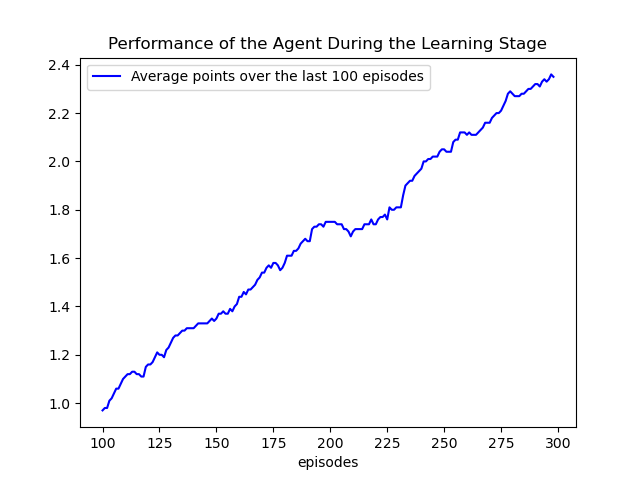 Performance of the Agent During the Learning Stage
Average points over the last 100 episodes
2.4
2.2
2.0
1.8
1.6
1.4
1.2
1.0
100 125 150 175 200 225 250 275 300
episodes